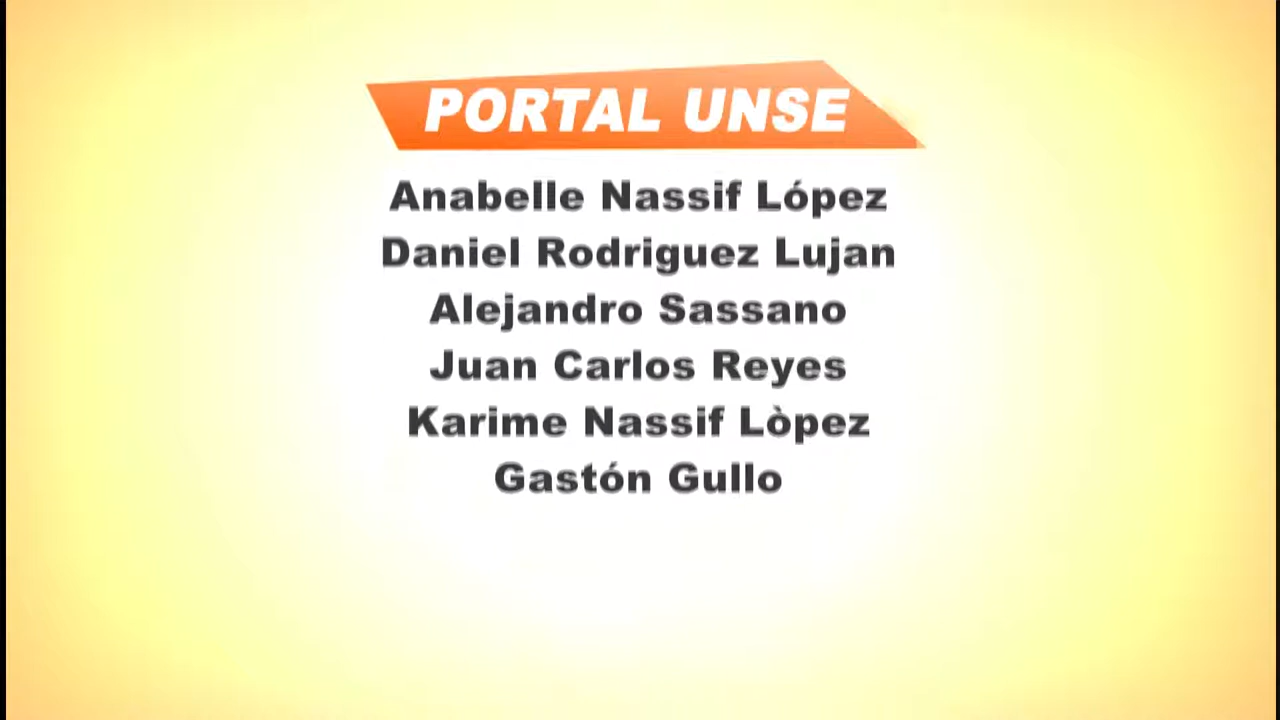 PORTAL UNSE
Anabelle Nassif López
Daniel Rodriguez Lujan
Alejandro Sassano
Juan Carlos Reyes
Karime Nassif Lòpez
Gastón Gullo